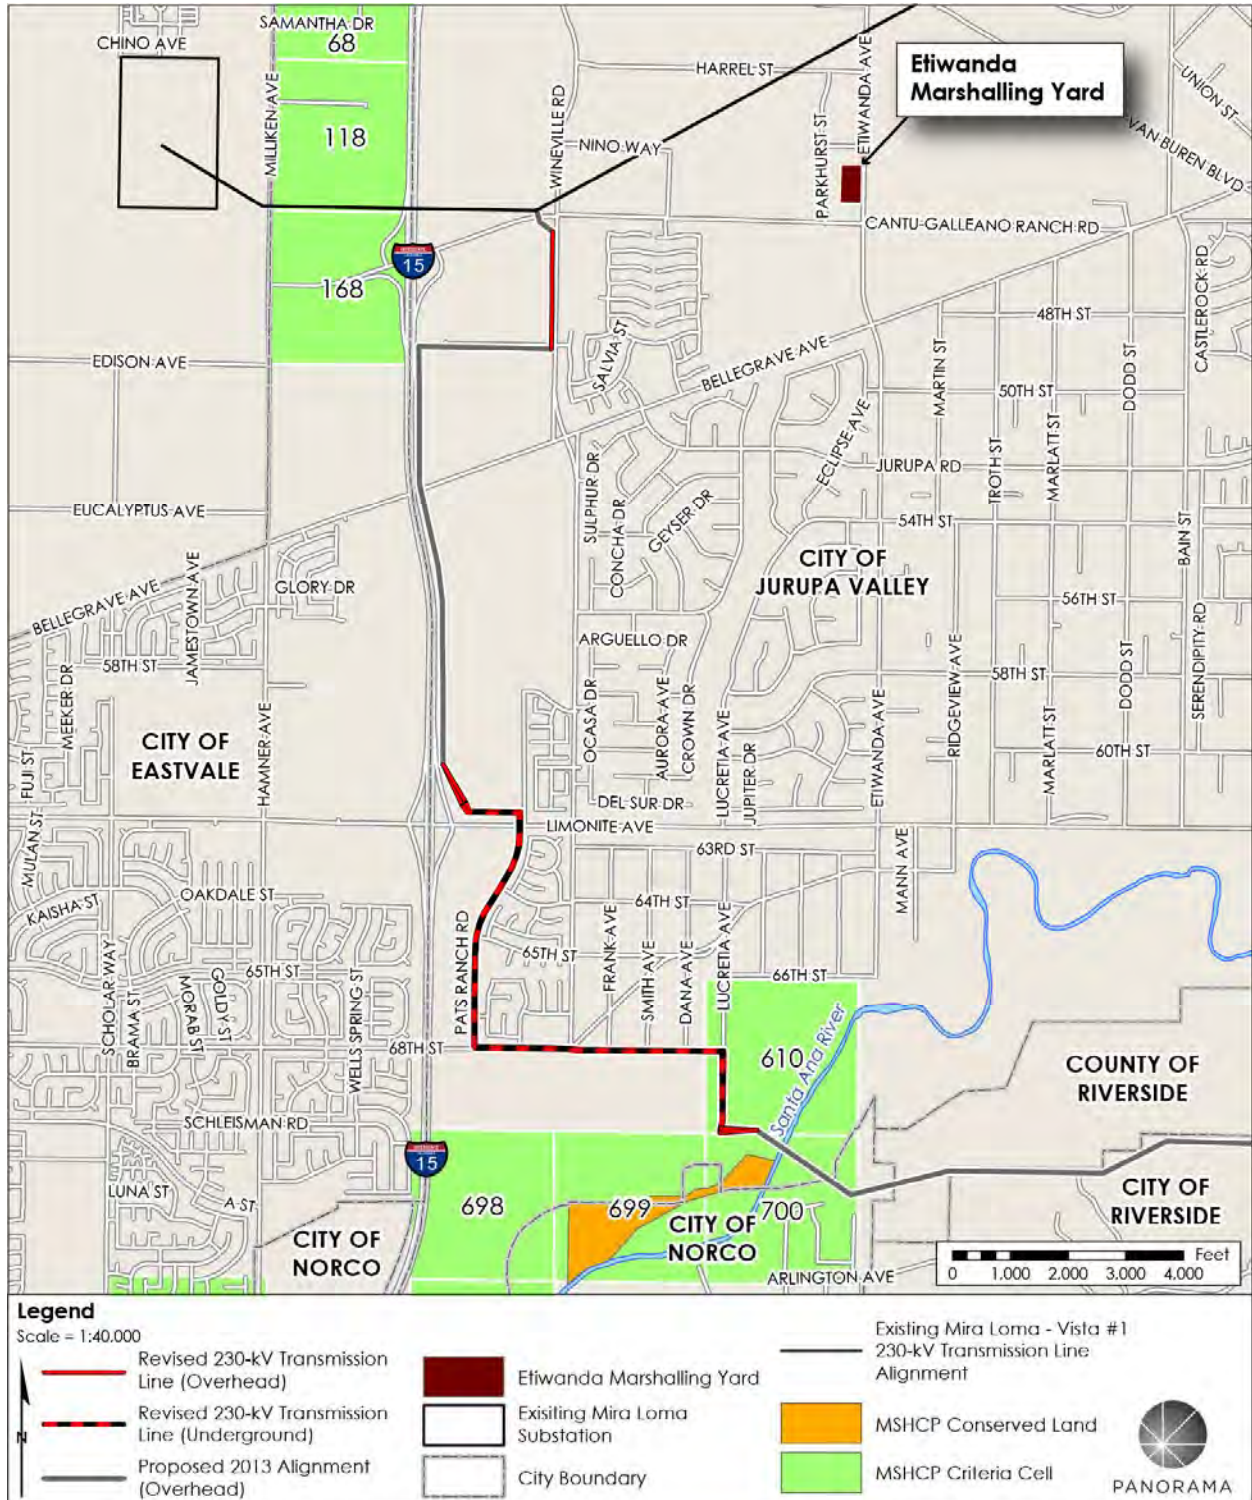 SAMANTHA DR
CHINO AVE
68
HARREL ST
ETIWANDA AVE
Etiwanda
Marshalling Yard
UNION ST
MILLIKEN AVE
118
WINEVILLE RD
NINO WAY
PARKHURST ST
VAN BUREN BLVD
CANTU-GALLEANO RANCH RD
INTERSTATE
15
168
CASTLEROCK RD
48TH ST
EDISON AVE
SALVIA ST
BELLEGRAVE AVE
MARTIN ST
DODD ST
50TH ST
ECLIPSE AVE
JURUPA RD
TROTH ST
MARLATT ST
EUCALYPTUS AVE
SULPHUR DR
CONCHA DR
GEYSER DR
54TH ST
BAIN ST
CITY OF
JURUPA VALLEY
JAMESTOWN AVE
GLORY DR
BELLEGRAVE AVE
56TH ST
ARGUELLO DR
58TH ST
MEEKER DR
58TH ST
RIDGEVIEW AVE
DODD ST
SERENDIPITY RD
OCASA DR
AURORA AVE
CROWN DR
LUCRETIA AVE
JUPITER DR
ETIWANDA AVE
MARLATT ST
60TH ST
CITY OF
EASTVALE
HAMNER AVE
FUJI ST
DEL SUR DR
LIMONITE AVE
MULAN ST
63RD ST
MANN AVE
OAKDALE ST
KAISHA ST
64TH ST
PATS RANCH RD
65TH ST
FRANK AVE
SMITH AVE
DANA AVE
LUCRETIA AVE
66TH ST
65TH ST
SCHOLAR WAY
BRAMA ST
MORAB ST
GOLDY ST
WELLS SPRING ST
68TH ST
610
Santa Ana River
COUNTY OF
RIVERSIDE
SCHLEISMAN RD
INTERSTATE
15
LUNA ST
A ST
698
699
700
CITY OF
NORCO
CITY OF
NORCO
CITY OF
RIVERSIDE
ARLINGTON AVE
Feet
0 1,000 2,000 3,000 4,000
Legend
Scale = 1:40,000
N
Revised 230-kV Transmission
Line (Overhead)
Revised 230-kV Transmission
Line (Underground)
Proposed 2013 Alignment
(Overhead)
Etiwanda Marshalling Yard
Exisiting Mira Loma
Substation
City Boundary
Existing Mira Loma - Vista #1
230-kV Transmission Line
Alignment
MSHCP Conserved Land
MSHCP Criteria Cell
PANORAMA